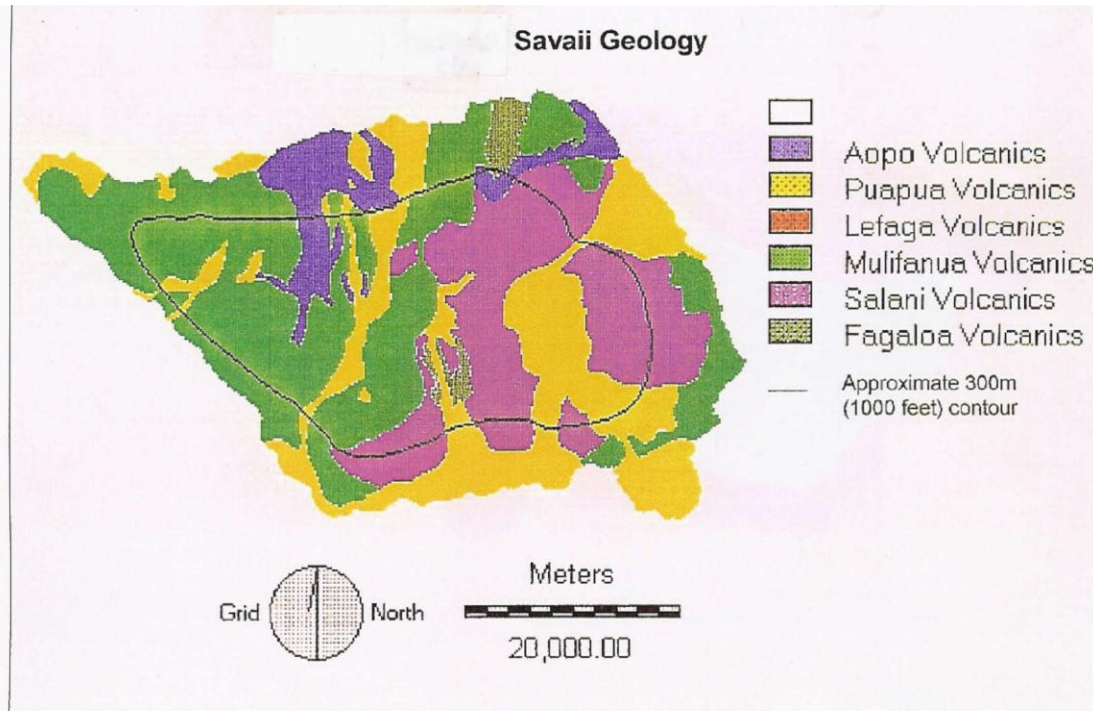 Savaii Geology
Aopo Volcanics
Puapua Volcanics
Lefaga Volcanics
Mulifanua Volcanics
Salani Volcanics
Fagaloa Volcanics
Approximate 300m
(1000 feet) contour
Grid North
Meters
20,000.00